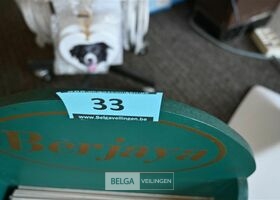 33
www.Belgaveilingen.be
Berjaya
BELGA VEILINGEN